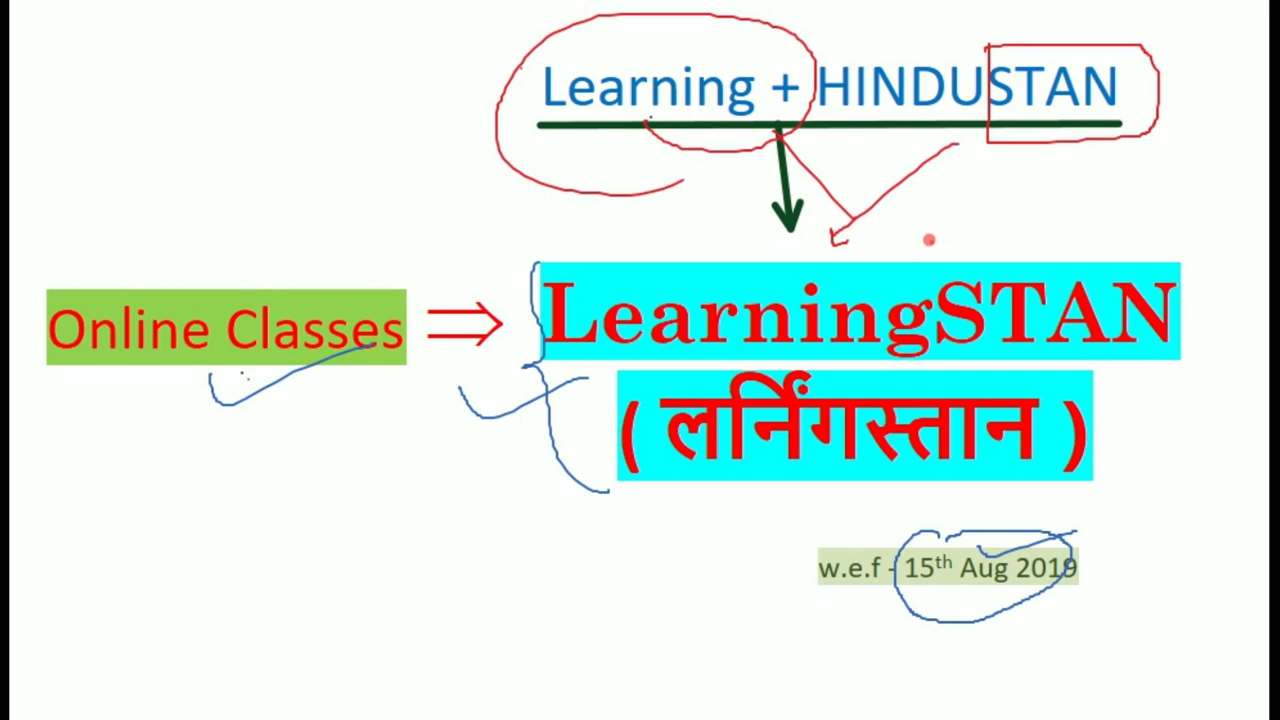 Learning + HINDUSTAN
Online Classes ⇒ LearningSTAN
( लर्निंगस्तान )
w.e.f - 15th Aug 2019